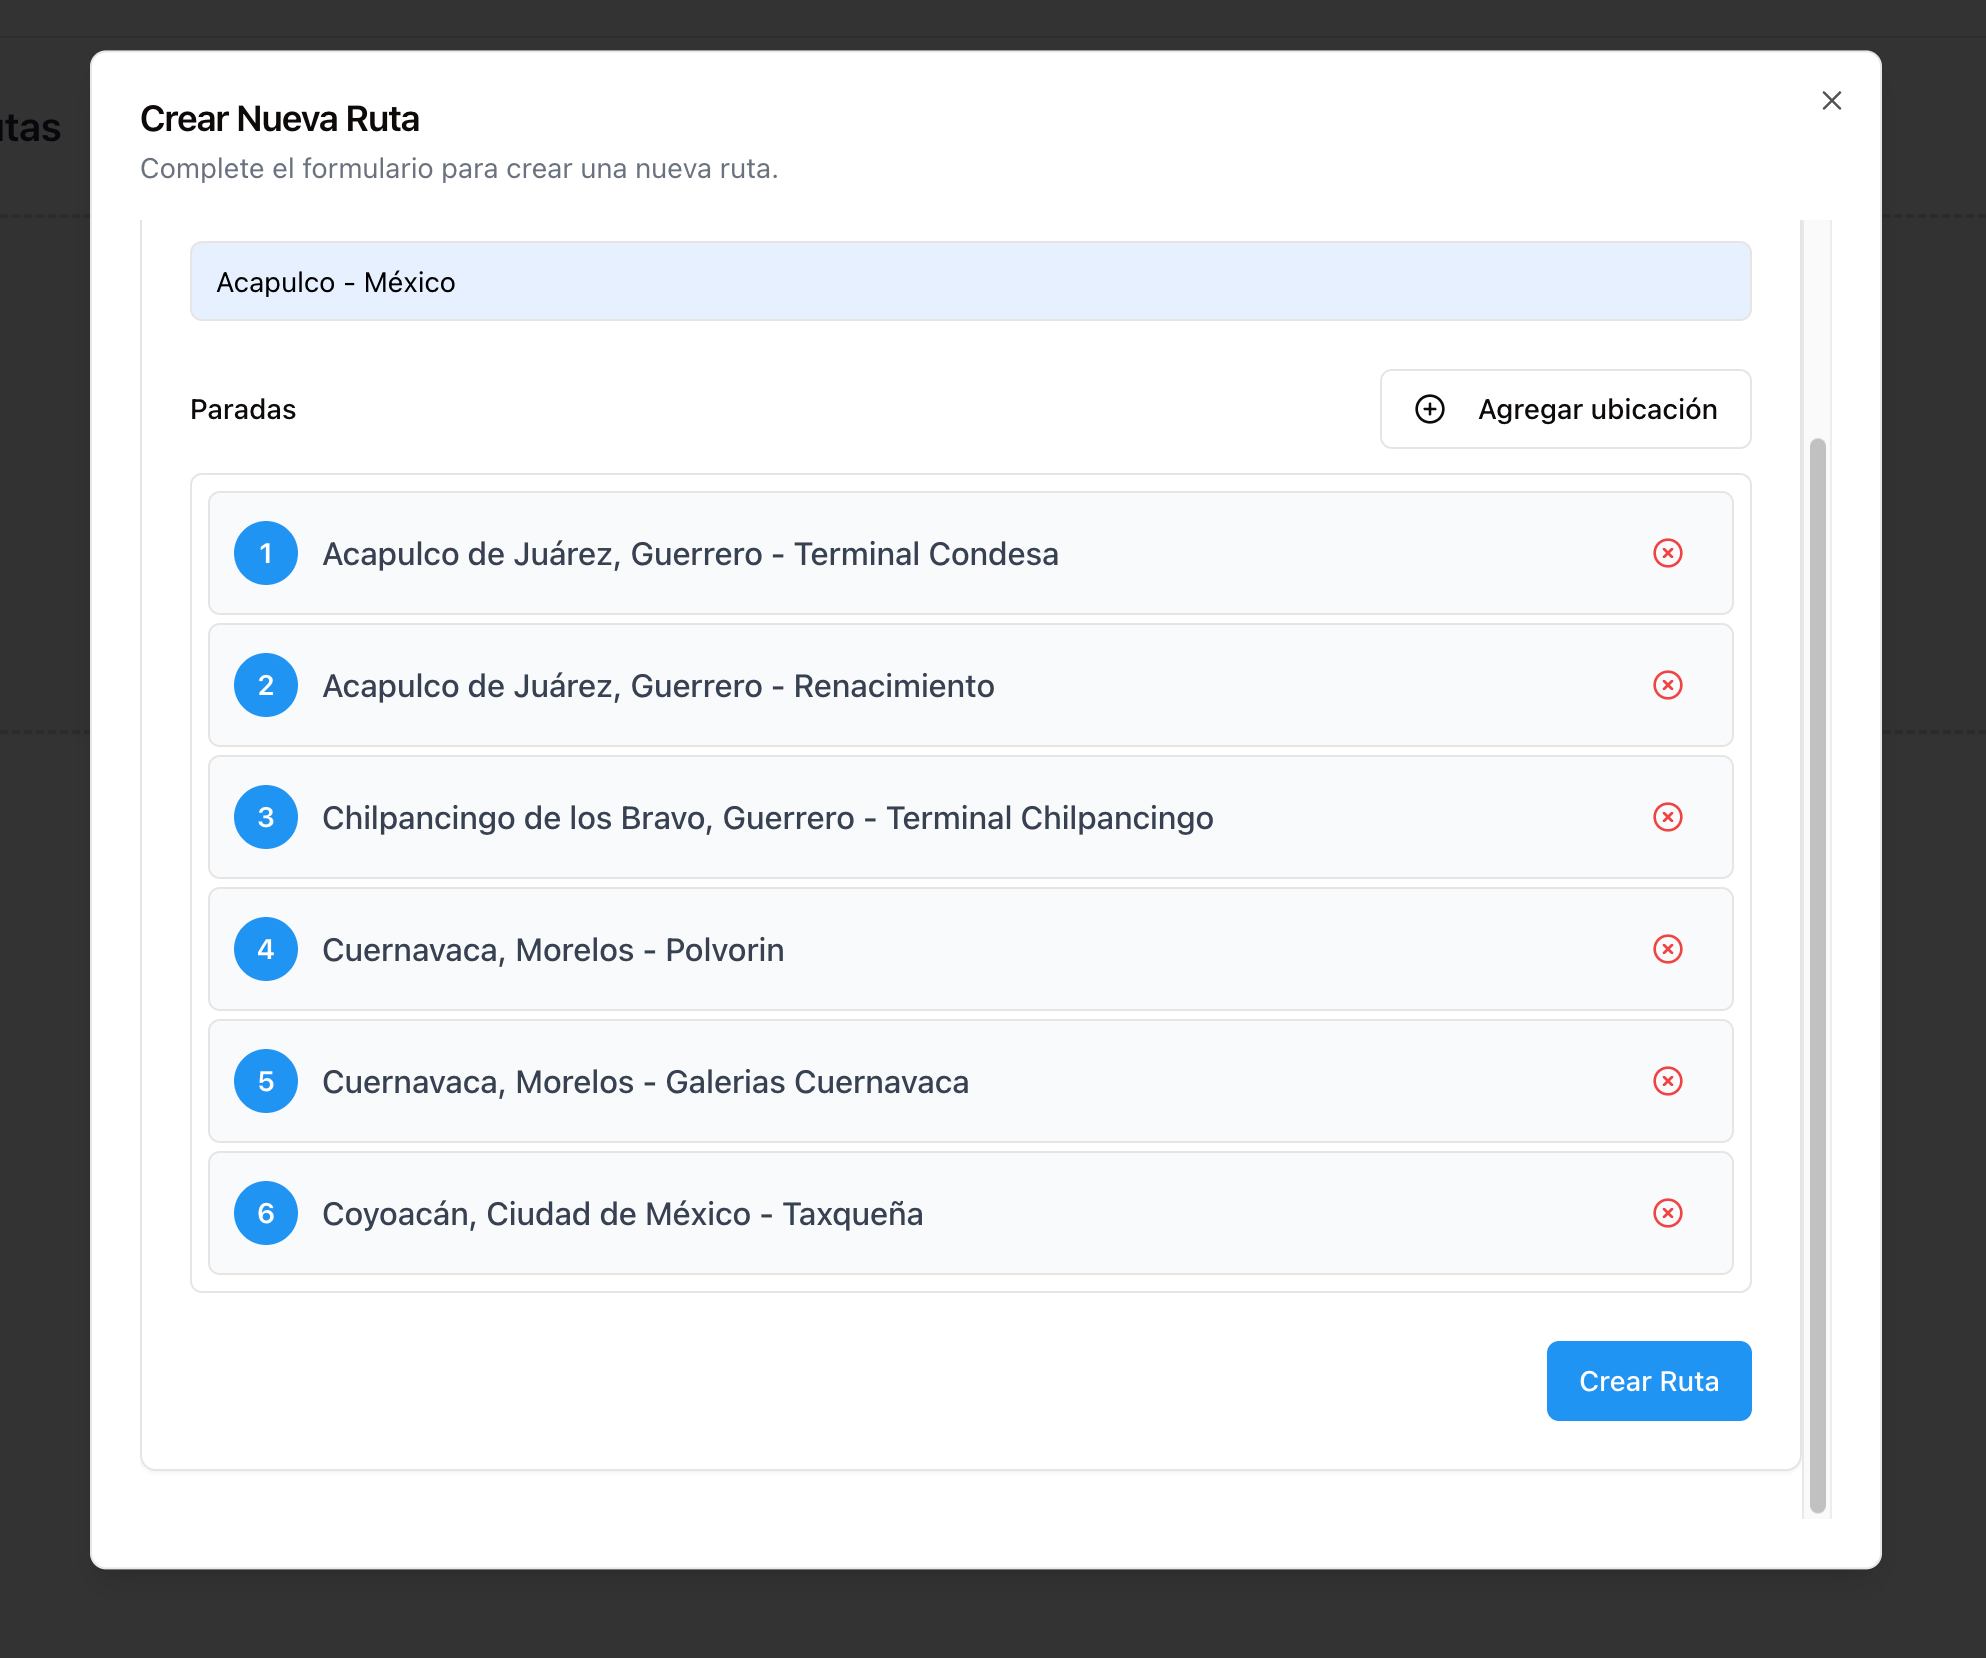 Crear Nueva Ruta
utas
Complete el formulario para crear una nueva ruta.
Acapulco - México
Paradas
Agregar ubicación
1 Acapulco de Juárez, Guerrero - Terminal Condesa
2 Acapulco de Juárez, Guerrero - Renacimiento
3 Chilpancingo de los Bravo, Guerrero - Terminal Chilpancingo
4 Cuernavaca, Morelos - Polvorin
5 Cuernavaca, Morelos - Galerias Cuernavaca
6 Coyoacán, Ciudad de México - Taxqueña
Crear Ruta